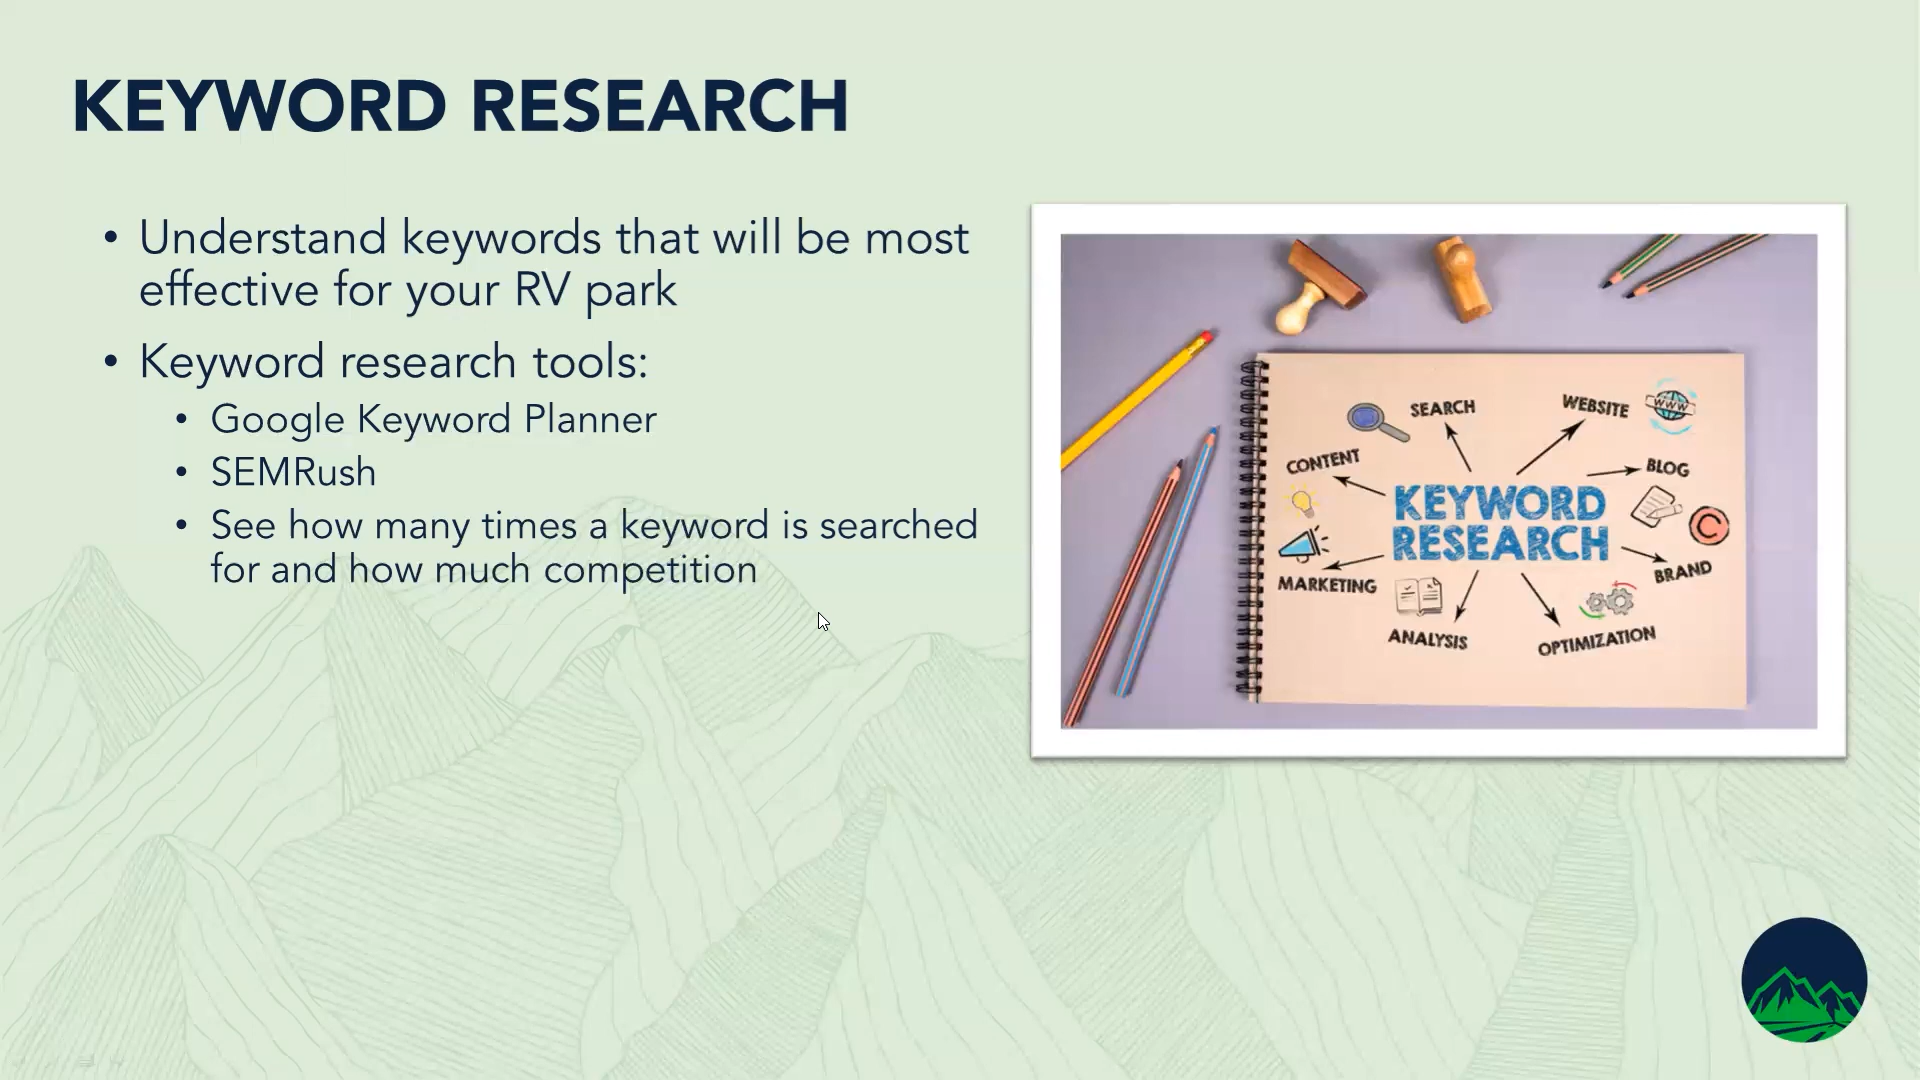 KEYWORD RESEARCH
• Understand keywords that will be most
effective for your RV park
• Keyword research tools:
• Google Keyword Planner
• SEMRush
• See how many times a keyword is searched
for and how much competition
SEARCH
WEBSITE
WWW
CONTENT
BLOG
KEYWORD
RESEARCH
C
MARKETING
BRAND
ANALYSIS
OPTIMIZATION